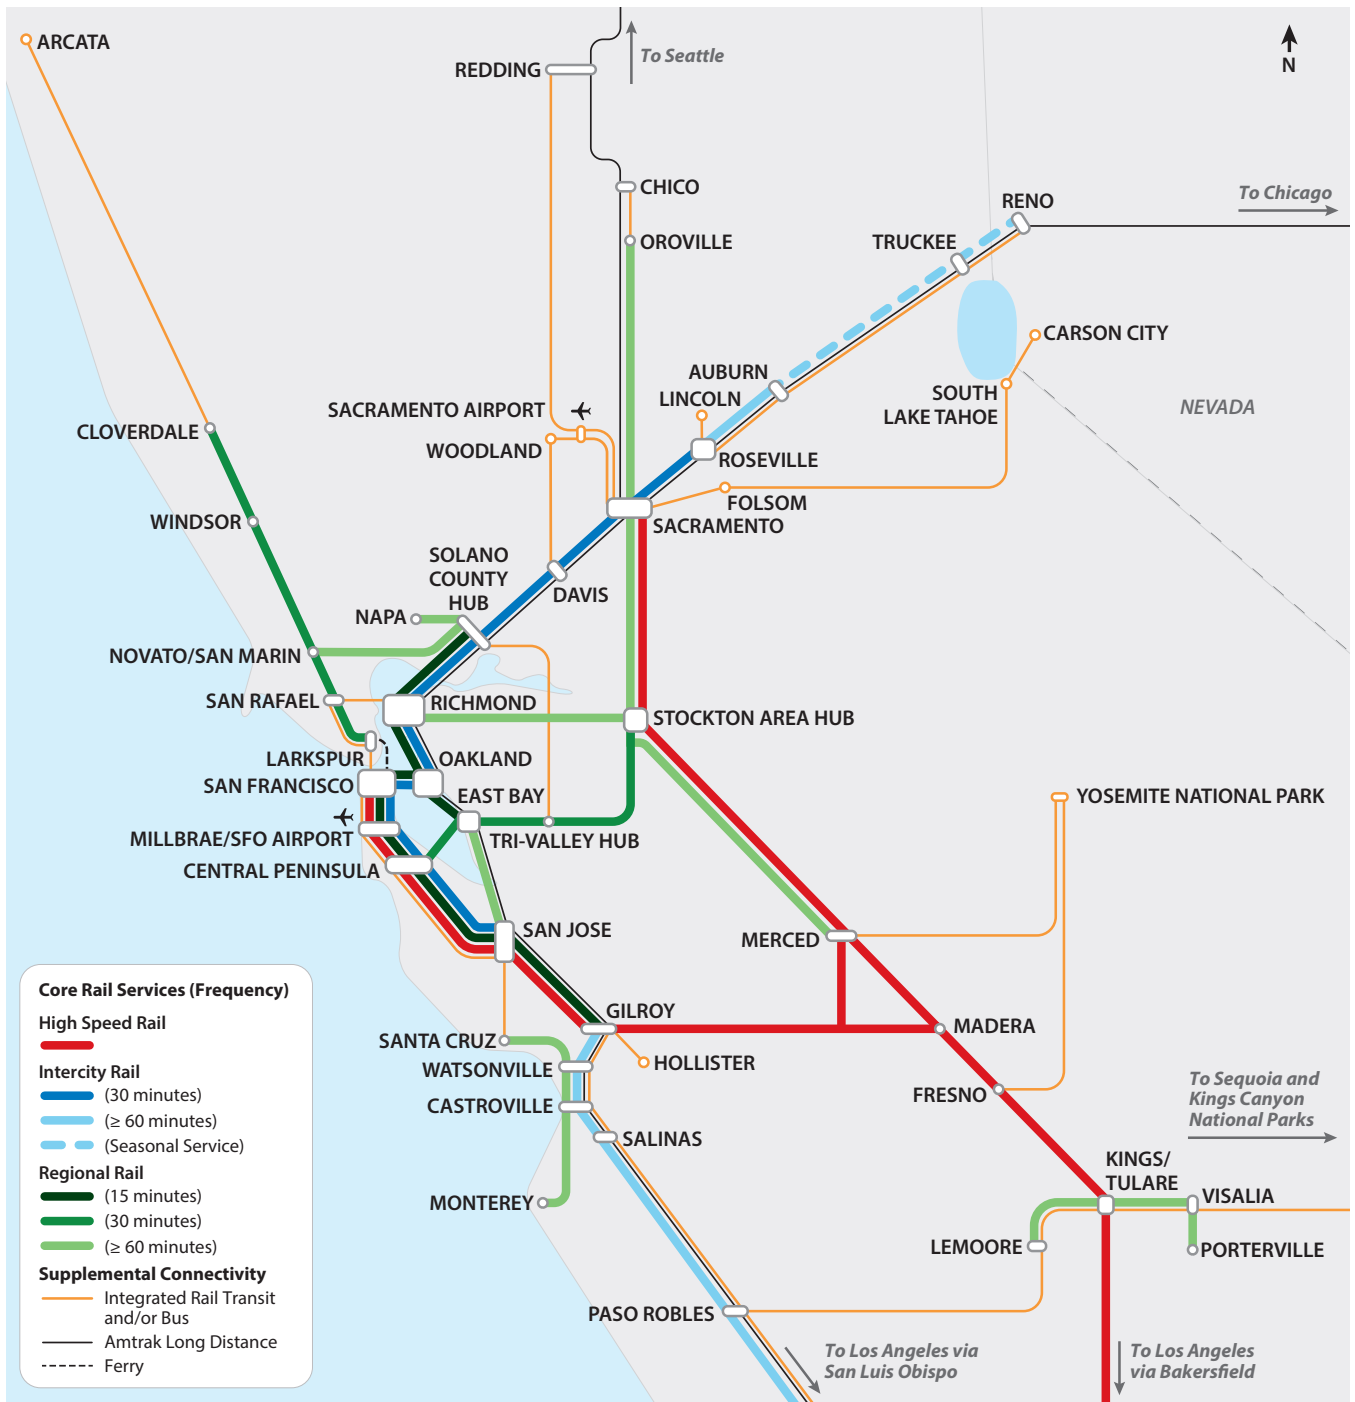 ARCATA
To Seattle
N
REDDING
CHICO
To Chicago
RENO
OROVILLE
TRUCKEE
CARSON CITY
AUBURN
LINCOLN
SOUTH
LAKE TAHOE
NEVADA
SACRAMENTO AIRPORT
CLOVERDALE
WOODLAND
ROSEVILLE
FOLSOM
WINDSOR
SACRAMENTO
SOLANO
COUNTY
HUB
DAVIS
NAPA
NOVATO/SAN MARIN
SAN RAFAEL
RICHMOND
STOCKTON AREA HUB
LARKSPUR
OAKLAND
SAN FRANCISCO
EAST BAY
YOSEMITE NATIONAL PARK
MILLBRAE/SFO AIRPORT
TRI-VALLEY HUB
CENTRAL PENINSULA
SAN JOSE
MERCED
GILROY
MADERA
SANTA CRUZ
HOLLISTER
WATSONVILLE
FRESNO
CASTROVILLE
SALINAS
To Sequoia and
Kings Canyon
National Parks
KINGS/
TULARE
VISALIA
MONTEREY
LEMOORE
PORTERVILLE
PASO ROBLES
To Los Angeles via
San Luis Obispo
To Los Angeles
via Bakersfield
Core Rail Services (Frequency)
High Speed Rail
Intercity Rail
(30 minutes)
(≥ 60 minutes)
(Seasonal Service)
Regional Rail
(15 minutes)
(30 minutes)
(≥ 60 minutes)
Supplemental Connectivity
Integrated Rail Transit
and/or Bus
Amtrak Long Distance
Ferry